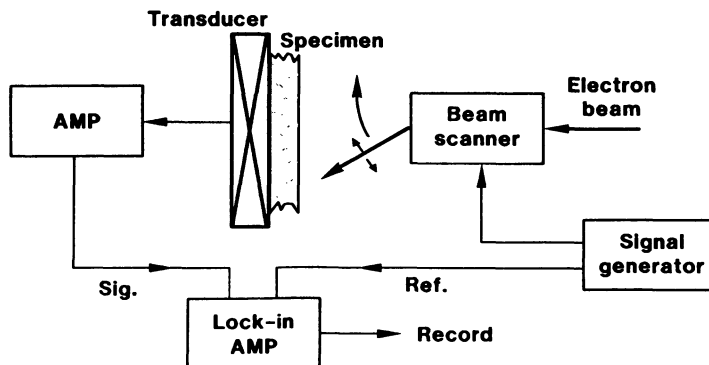 Transducer
Specimen
Electron
beam
AMP
Beam
scanner
Signal
generator
Sig.
Ref.
Lock-in
AMP
Record